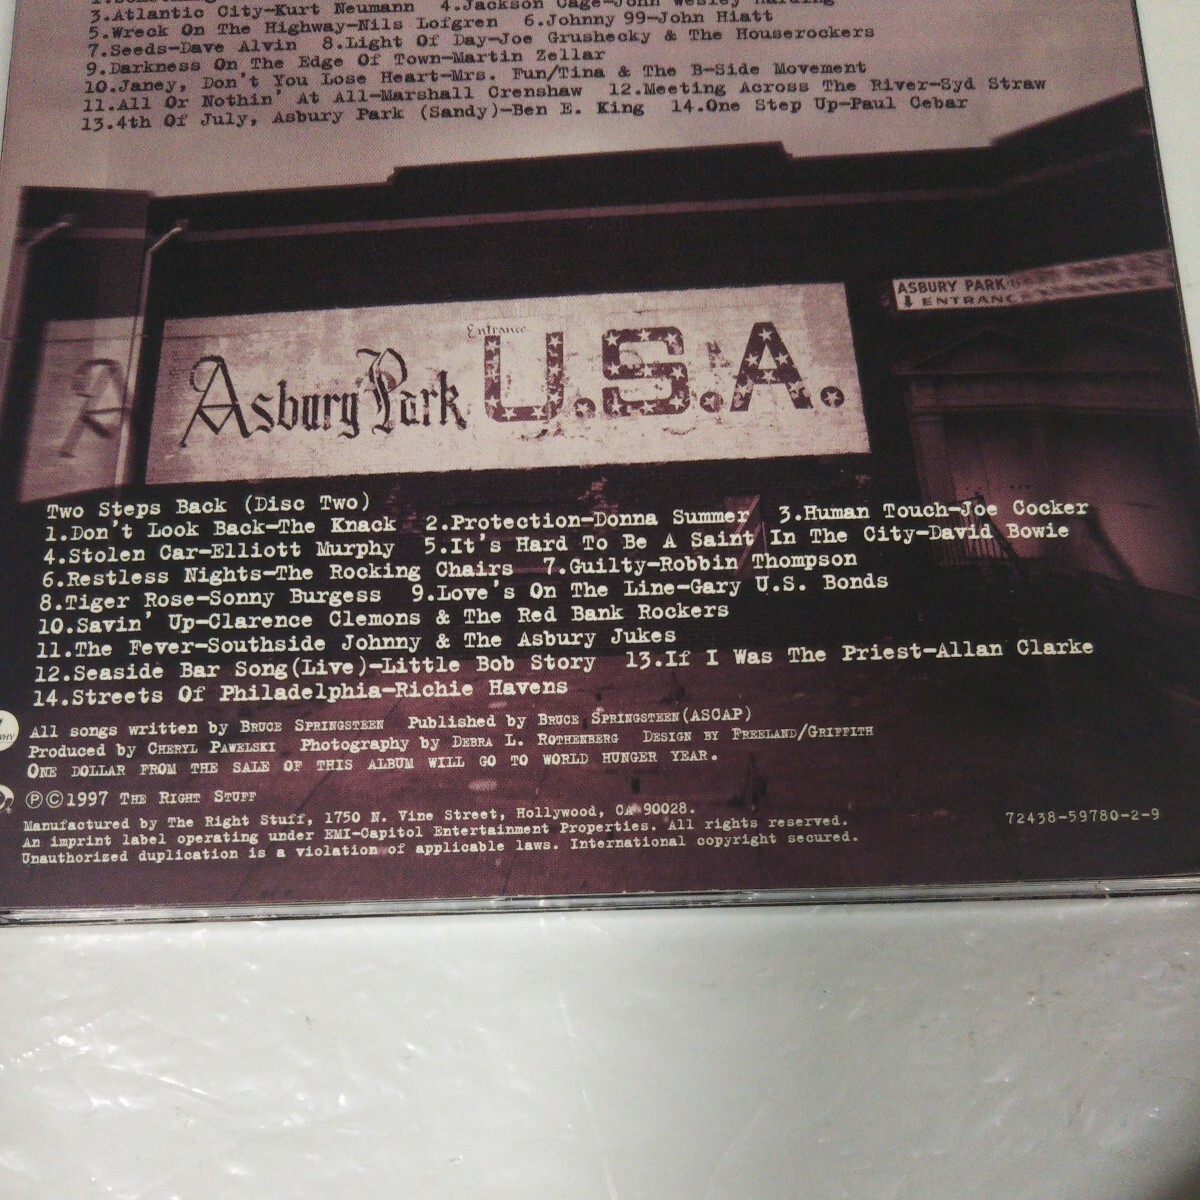 3.Atlantic City-Kurt Neumann 4.Jackson Cage-John Wesley Harding
5.Wreck On The Highway-Nils Lofgren 6.Johnny 99-John Hiatt
7.Seeds-Dave Alvin 8.Light Of Day-Joe Grushecky & The Houserockers
9.Darkness On The Edge Of Town-Martin Zellar
10.Janey, Don't You Lose Heart-Mrs. Fun/Tina & The B-Side Movement
11.All Or Nothin' At All-Marshall Crenshaw 12.Meeting Across The River-Syd Straw
13.4th Of July, Asbury Park (Sandy)-Ben E. King 14.One Step Up-Paul Cebar
ASBURY PARK
ENTRANC
Entrance
Asbury Park U.S.A.
Two Steps Back (Disc Two)
1.Don't Look Back-The Knack 2.Protection-Donna Summer 3.Human Touch-Joe Cocker
4.Stolen Car-Elliott Murphy 5.It's Hard To Be A Saint In The City-David Bowie
6.Restless Nights-The Rocking Chairs 7.Guilty-Robbin Thompson
8.Tiger Rose-Sonny Burgess 9.Love's On The Line-Gary U.S. Bonds
10.Savin' Up-Clarence Clemons & The Red Bank Rockers
11.The Fever-Southside Johnny & The Asbury Jukes
12.Seaside Bar Song(Live)-Little Bob Story 13.If I Was The Priest-Allan Clarke
14.Streets Of Philadelphia-Richie Havens
All songs written by BRUCE SPRINGSTEEN Published by BRUCE SPRINGSTEEN(ASCAP)
Produced by CHERYL PAWELSKI Photography by DEBRA L. ROTHENBERG DESIGN BY FREELAND/GRIFFITH
ONE DOLLAR FROM THE SALE OF THIS ALBUM WILL GO TO WORLD HUNGER YEAR.
℗©1997 THE RIGHT STUFF
Manufactured by The Right Stuff, 1750 N. Vine Street, Hollywood, CA 90028.
An imprint label operating under EMI-Capitol Entertainment Properties. All rights reserved.
Unauthorized duplication is a violation of applicable laws. International copyright secured.
72438-59780-2-9